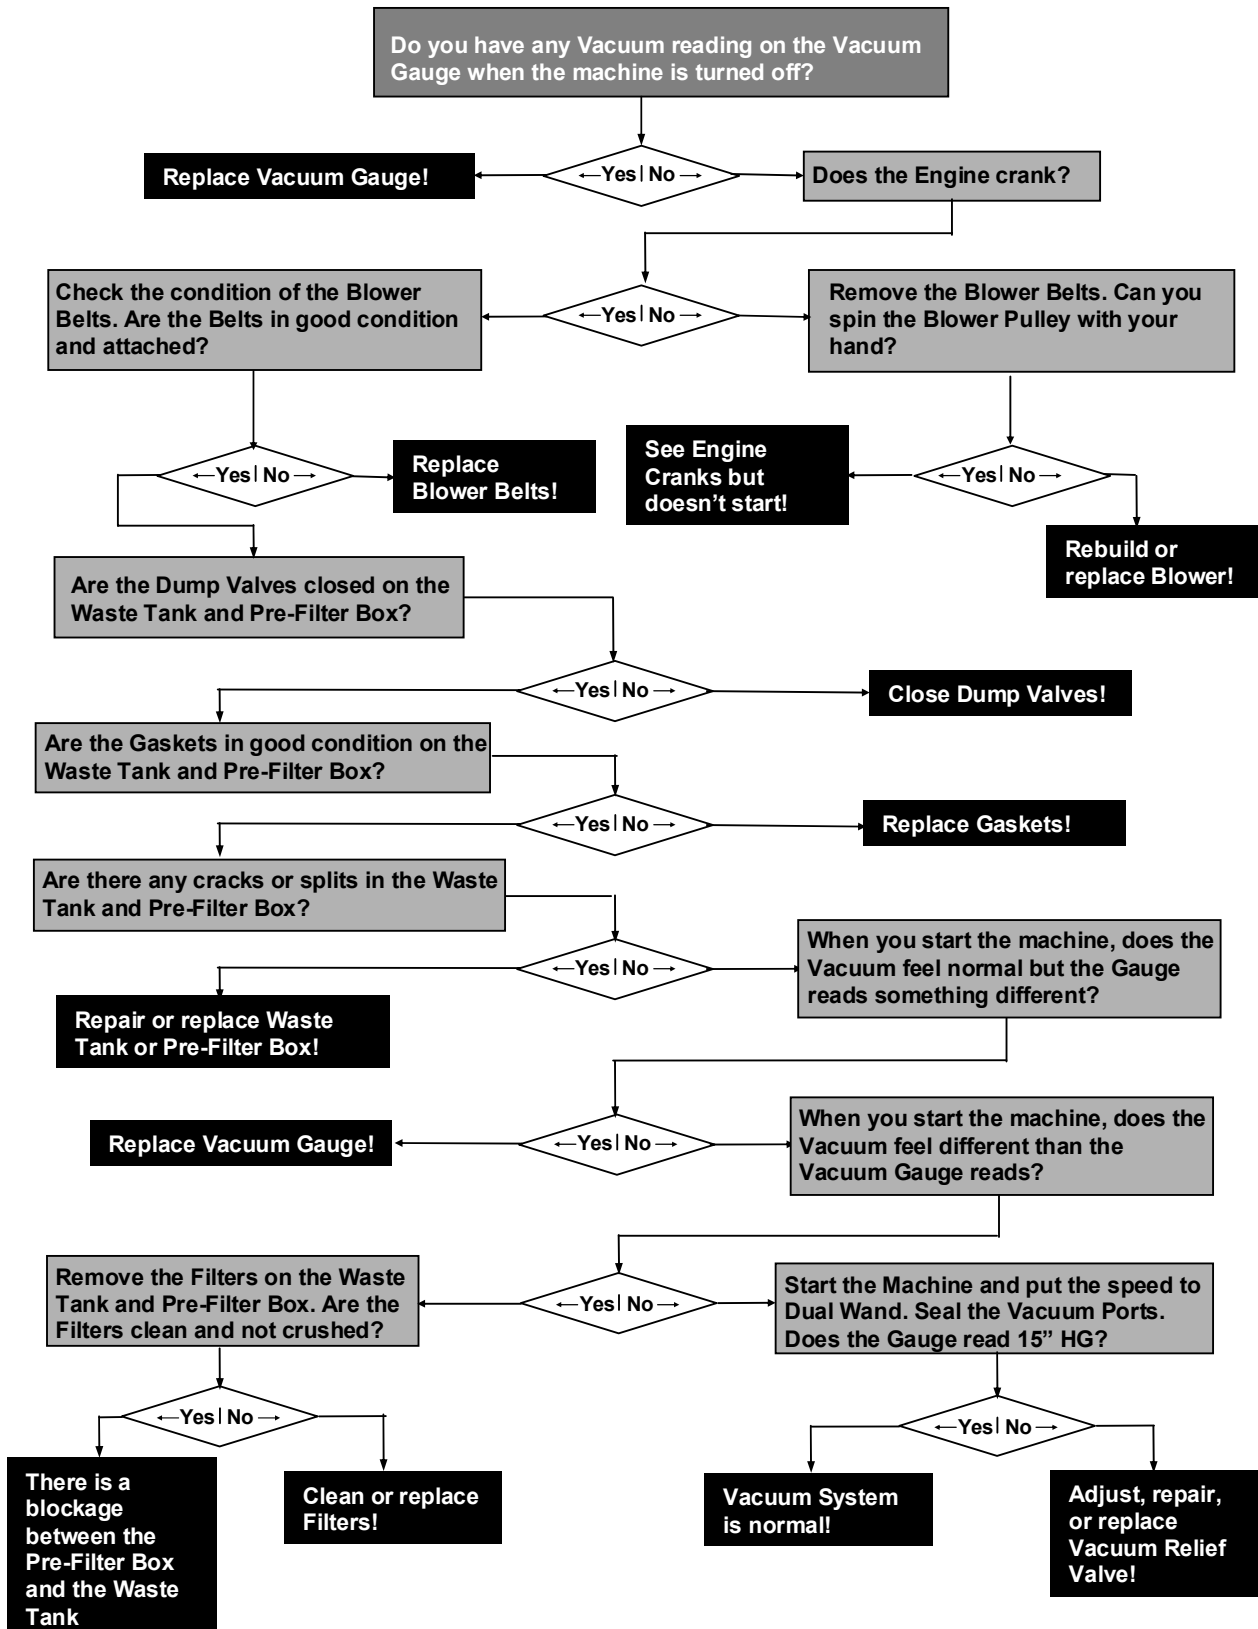 Do you have any Vacuum reading on the Vacuum
Gauge when the machine is turned off?
Replace Vacuum Gauge!
Yes | No
Does the Engine crank?
Check the condition of the Blower
Belts. Are the Belts in good condition
and attached?
Yes | No
Remove the Blower Belts. Can you
spin the Blower Pulley with your
hand?
Yes | No
Replace
Blower Belts!
See Engine
Cranks but
doesn’t start!
Yes | No
Rebuild or
replace Blower!
Are the Dump Valves closed on the
Waste Tank and Pre-Filter Box?
Yes | No
Close Dump Valves!
Are the Gaskets in good condition on the
Waste Tank and Pre-Filter Box?
Yes | No
Replace Gaskets!
Are there any cracks or splits in the Waste
Tank and Pre-Filter Box?
Yes | No
When you start the machine, does the
Vacuum feel normal but the Gauge
reads something different?
Repair or replace Waste
Tank or Pre-Filter Box!
Replace Vacuum Gauge!
Yes | No
When you start the machine, does the
Vacuum feel different than the
Vacuum Gauge reads?
Remove the Filters on the Waste
Tank and Pre-Filter Box. Are the
Filters clean and not crushed?
Yes | No
Start the Machine and put the speed to
Dual Wand. Seal the Vacuum Ports.
Does the Gauge read 15” HG?
Yes | No
Yes | No
There is a
blockage
between the
Pre-Filter Box
and the Waste
Tank
Clean or replace
Filters!
Vacuum System
is normal!
Adjust, repair,
or replace
Vacuum Relief
Valve!